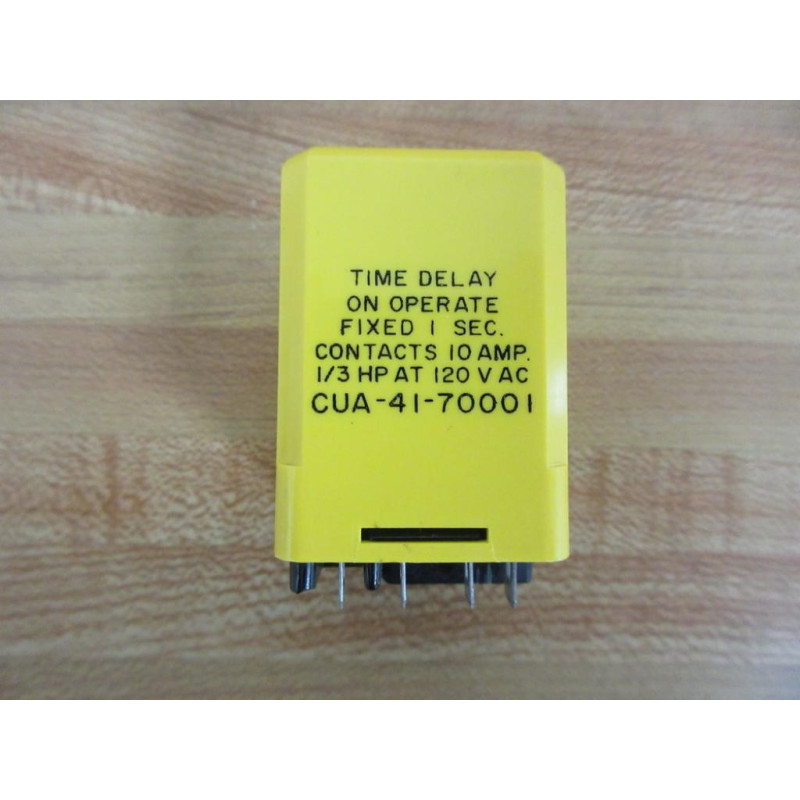 TIME DELAY
ON OPERATE
FIXED 1 SEC.
CONTACTS 10 AMP.
1/3 HP AT 120 V AC
CUA-41-70001